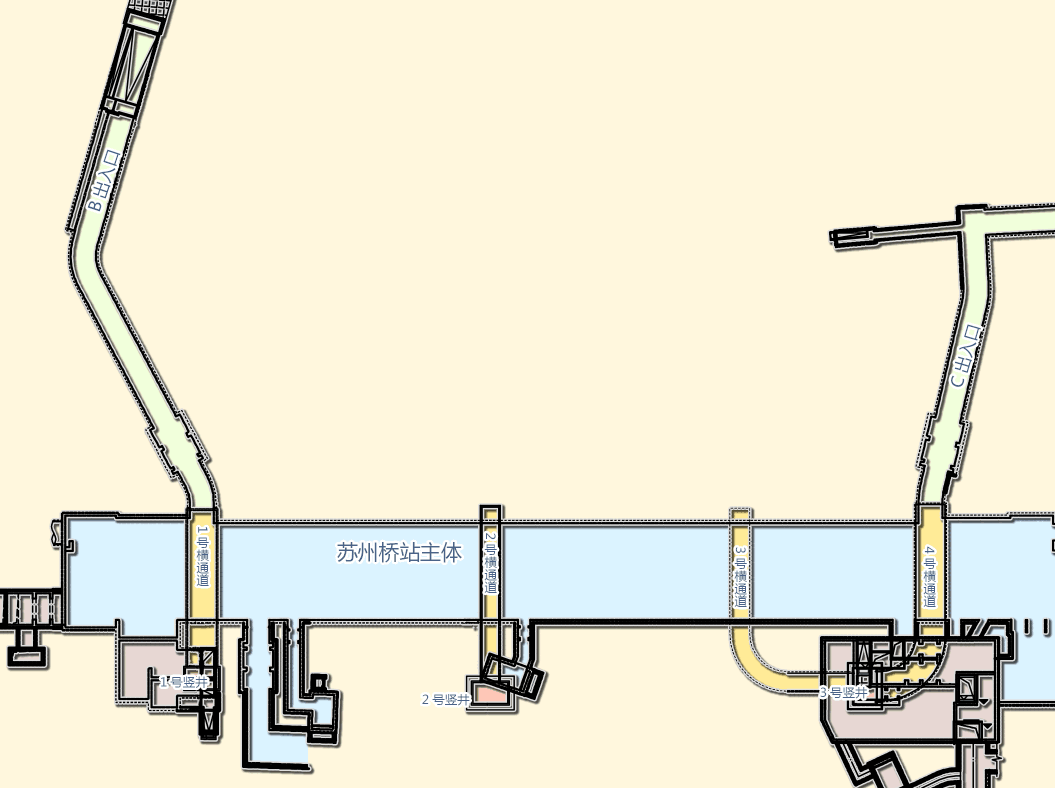 B 出入口
C 出入口
苏州桥站主体
1 号横通道
2 号横通道
3 号横通道
4 号横通道
1 号竖井
2 号竖井
3 号竖井